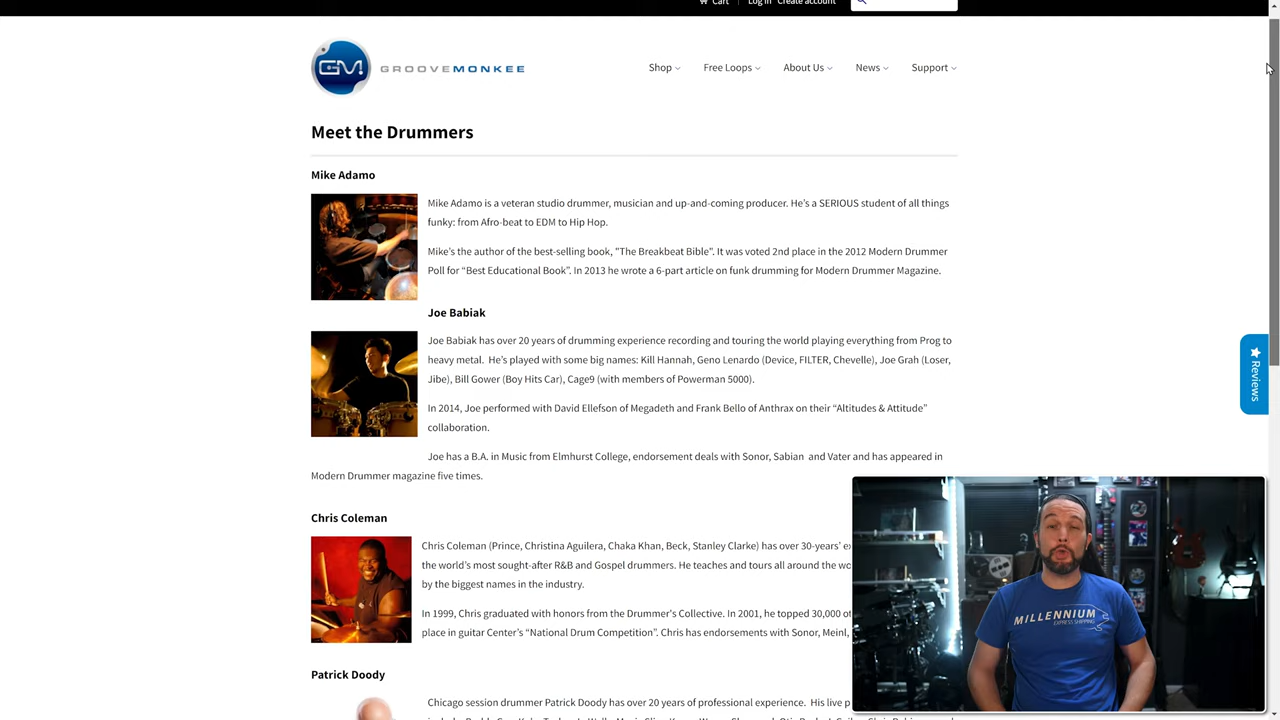 Cart
Log in
Create account
GM!
GROOVEMONKEE
Shop
Free Loops
About Us
News
Support
Meet the Drummers
Mike Adamo
Mike Adamo is a veteran studio drummer, musician and up-and-coming producer. He's a SERIOUS student of all things
funky: from Afro-beat to EDM to Hip Hop.
Mike's the author of the best-selling book, "The Breakbeat Bible". It was voted 2nd place in the 2012 Modern Drummer
Poll for “Best Educational Book”. In 2013 he wrote a 6-part article on funk drumming for Modern Drummer Magazine.
Joe Babiak
Joe Babiak has over 20 years of drumming experience recording and touring the world playing everything from Prog to
heavy metal. He's played with some big names: Kill Hannah, Geno Lenardo (Device, FILTER, Chevelle), Joe Grah (Loser,
Jibe), Bill Gower (Boy Hits Car), Cage9 (with members of Powerman 5000).
In 2014, Joe performed with David Ellefson of Megadeth and Frank Bello of Anthrax on their “Altitudes & Attitude”
collaboration.
Joe has a B.A. in Music from Elmhurst College, endorsement deals with Sonor, Sabian and Vater and has appeared in
Modern Drummer magazine five times.
Chris Coleman
Chris Coleman (Prince, Christina Aguilera, Chaka Khan, Beck, Stanley Clarke) has over 30-years'
the world's most sought-after R&B and Gospel drummers. He teaches and tours all around the
by the biggest names in the industry.
In 1999, Chris graduated with honors from the Drummer's Collective. In 2001, he topped 30,000
place in guitar Center's “National Drum Competition”. Chris has endorsements with Sonor, Meinl,
Patrick Doody
Chicago session drummer Patrick Doody has over 20 years of professional experience. His live
Reviews
MILLENNIUM
EXPRESS SHIPPING